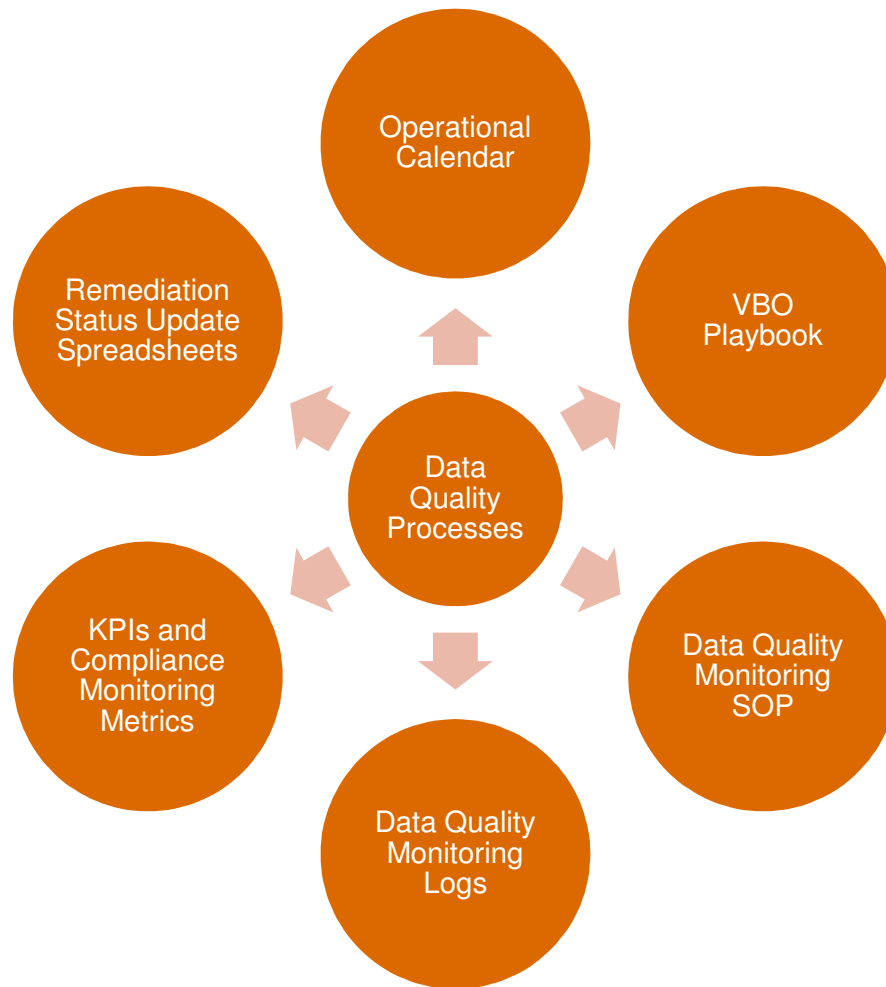 Operational
Calendar
Remediation
Status Update
Spreadsheets
VBO
Playbook
Data
Quality
Processes
KPIs and
Compliance
Monitoring
Metrics
Data Quality
Monitoring
SOP
Data Quality
Monitoring
Logs